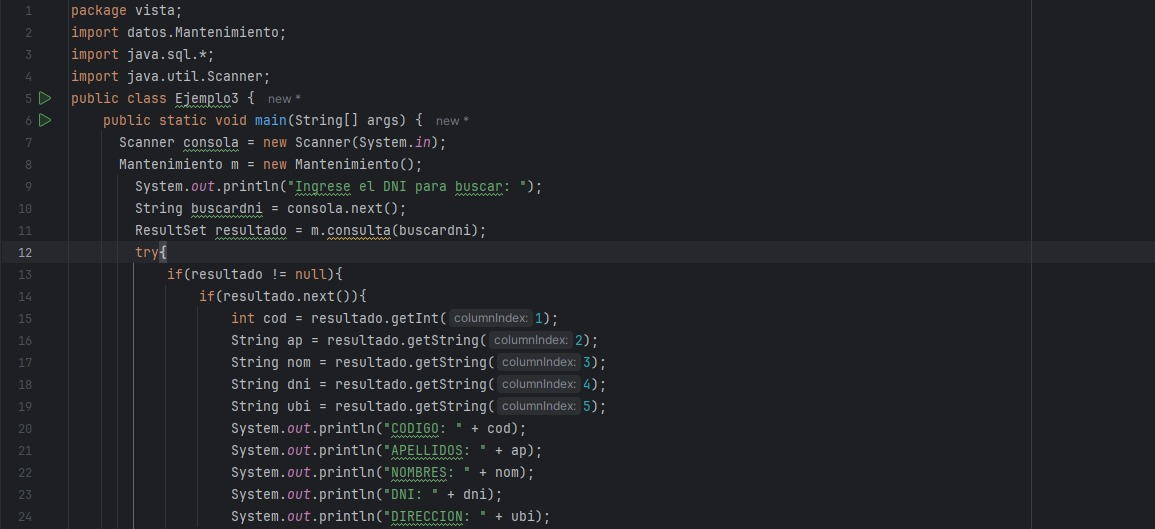 1 package vista;
2 import datos.Mantenimiento;
3 import java.sql.*;
4 import java.util.Scanner;
5 public class Ejemplo3 { new *
6 public static void main(String[] args) { new *
7 Scanner consola = new Scanner(System.in);
8 Mantenimiento m = new Mantenimiento();
9 System.out.println("Ingrese el DNI para buscar: ");
10 String buscardni = consola.next();
11 ResultSet resultado = m.consulta(buscardni);
12 try{
13 if(resultado != null){
14 if(resultado.next()){
15 int cod = resultado.getInt( columnIndex: 1);
16 String ap = resultado.getString( columnIndex: 2);
17 String nom = resultado.getString( columnIndex: 3);
18 String dni = resultado.getString( columnIndex: 4);
19 String ubi = resultado.getString( columnIndex: 5);
20 System.out.println("CODIGO: " + cod);
21 System.out.println("APELLIDOS: " + ap);
22 System.out.println("NOMBRES: " + nom);
23 System.out.println("DNI: " + dni);
24 System.out.println("DIRECCION: " + ubi);